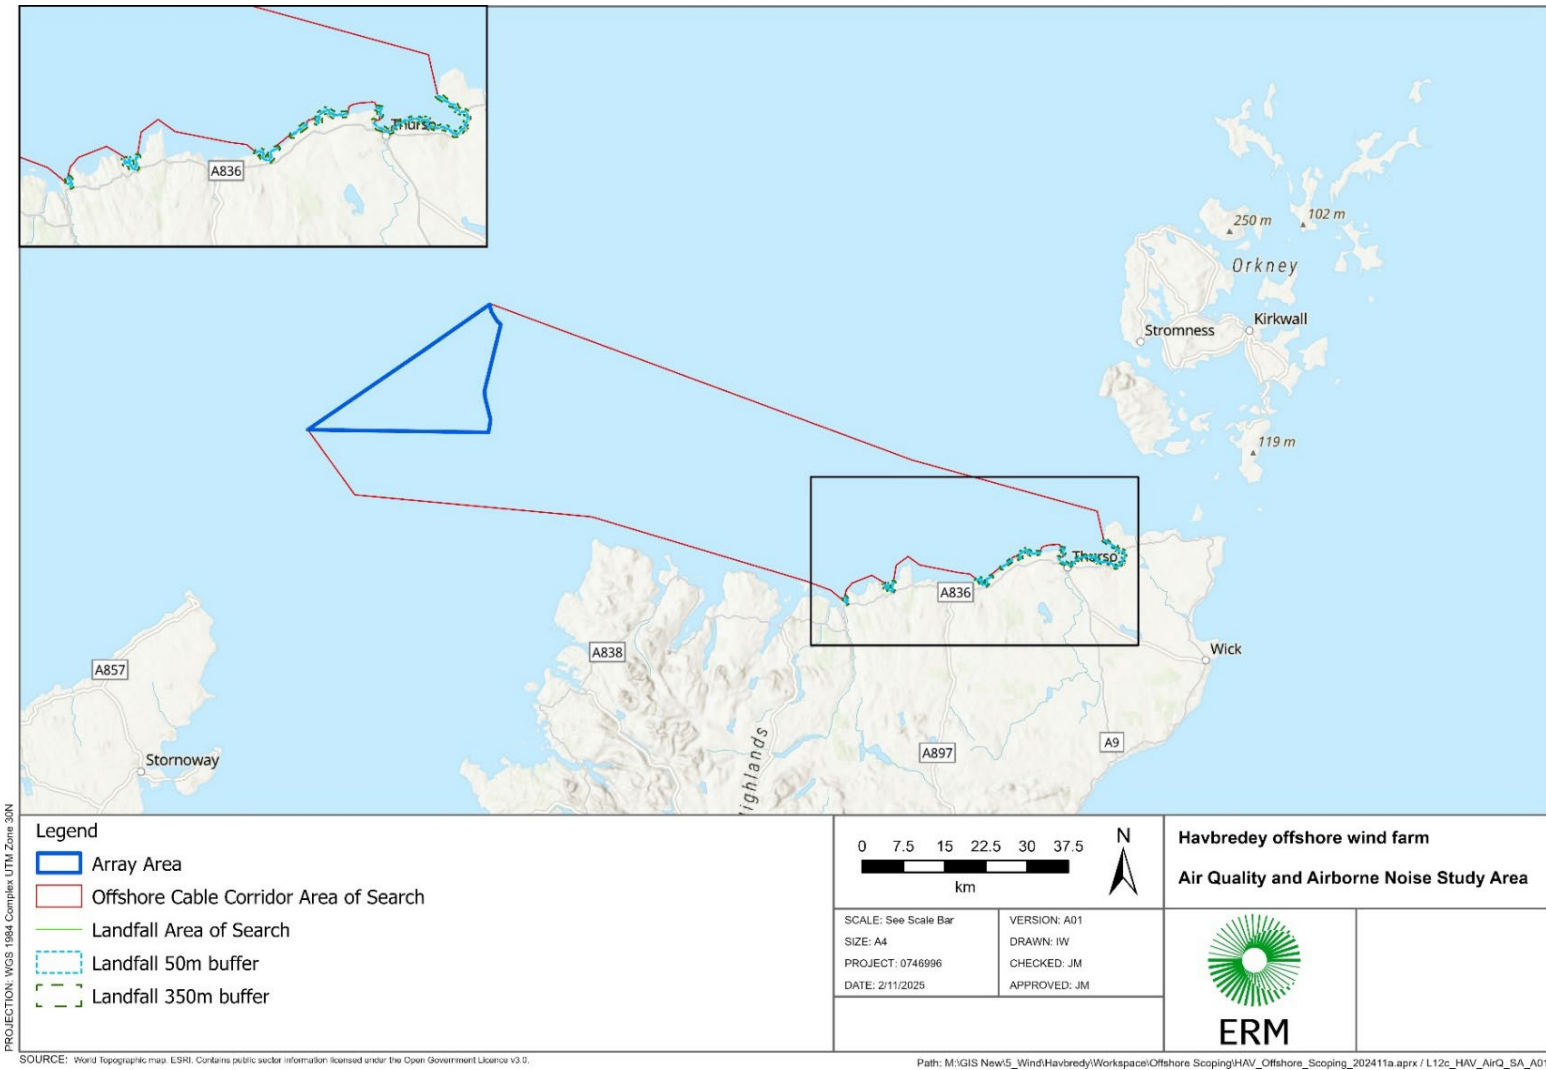 Thurso
A836
250 m
102 m
Orkney
Kirkwall
Stromness
119 m
Thurso
A836
A838
Wick
A857
A9
A897
Stornoway
Highlands
PROJECTION: WGS 1984 Complex UTM Zone 30N
Legend
Array Area
Offshore Cable Corridor Area of Search
Landfall Area of Search
Landfall 50m buffer
Landfall 350m buffer
0 7.5 15 22.5 30 37.5
km
N
SCALE: See Scale Bar
SIZE: A4
PROJECT: 0746996
DATE: 2/11/2025
VERSION: A01
DRAWN: IW
CHECKED: JM
APPROVED: JM
Havbredey offshore wind farm
Air Quality and Airborne Noise Study Area
ERM
SOURCE: World Topographic map. ESRI. Contains public sector information licensed under the Open Government Licence v3.0.
Path: M:\GIS New\5_Wind\Havbredy\Workspace\Offshore Scoping\HAV_Offshore_Scoping_202411a.aprx / L12c_HAV_AirQ_SA_A01